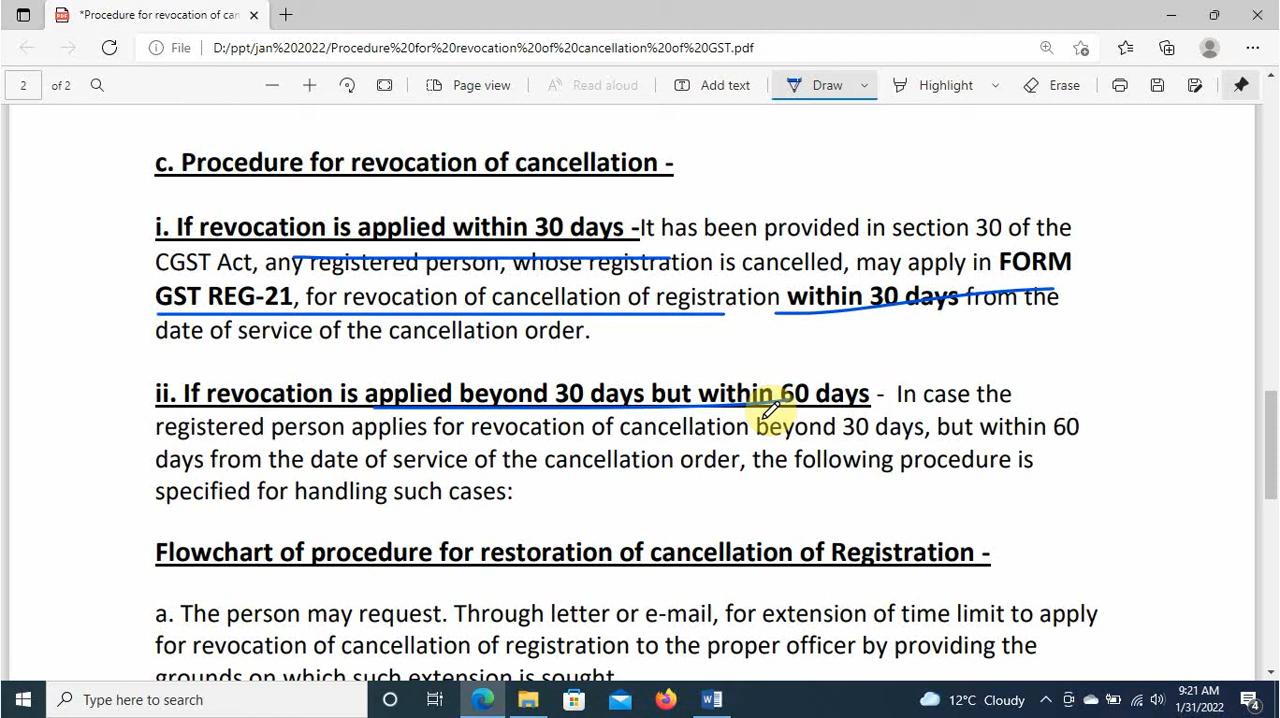 *Procedure for revocation of can
File
D:/ppt/jan%202022/Procedure%20for%20revocation%20of%20cancellation%20of%20GST.pdf
2 of 2
Page view
Read aloud
Add text
Draw
Highlight
Erase
c. Procedure for revocation of cancellation -
i. If revocation is applied within 30 days -It has been provided in section 30 of the
CGST Act, any registered person, whose registration is cancelled, may apply in FORM
GST REG-21, for revocation of cancellation of registration within 30 days from the
date of service of the cancellation order.
ii. If revocation is applied beyond 30 days but within 60 days - In case the
registered person applies for revocation of cancellation beyond 30 days, but within 60
days from the date of service of the cancellation order, the following procedure is
specified for handling such cases:
Flowchart of procedure for restoration of cancellation of Registration -
a. The person may request. Through letter or e-mail, for extension of time limit to apply
for revocation of cancellation of registration to the proper officer by providing the
grounds on which such extension is sought.
Type here to search
12°C Cloudy
9:21 AM
1/31/2022
4